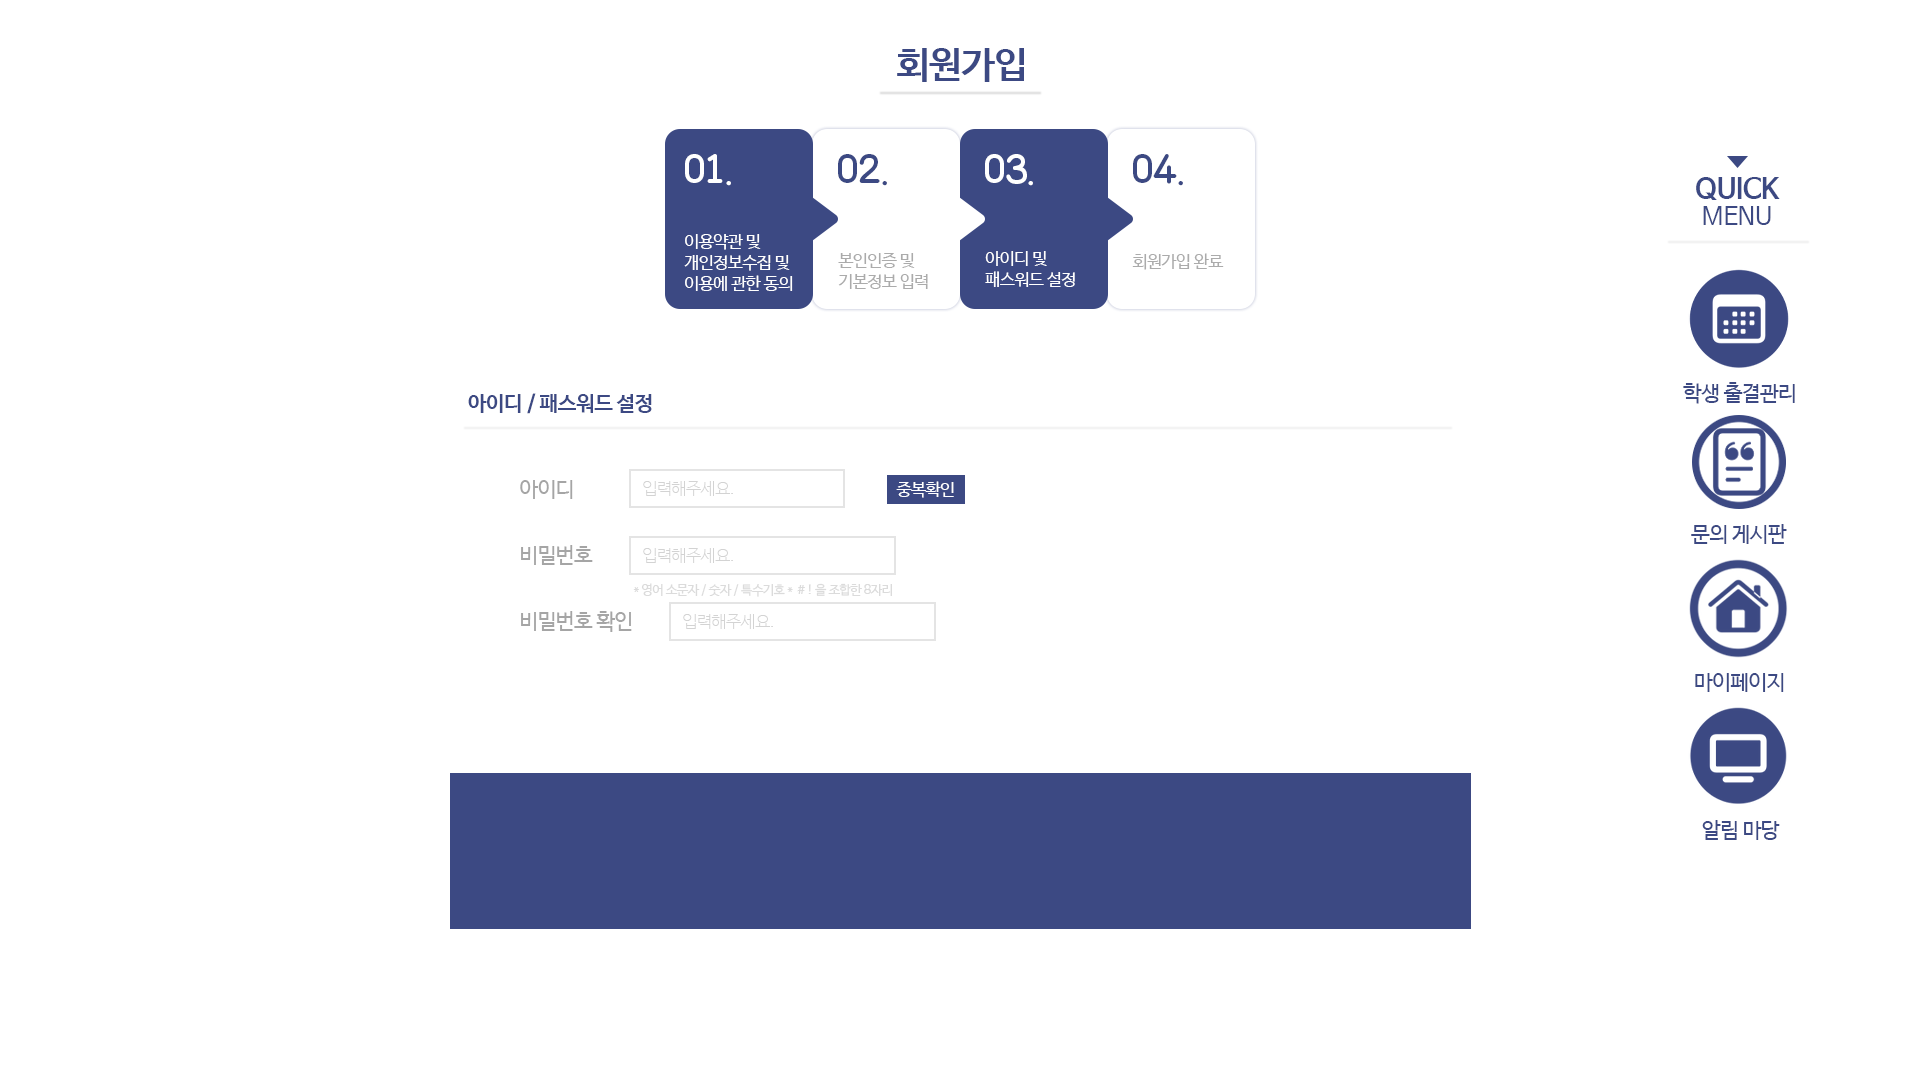 회원가입
01.
이용약관 및
개인정보수집 및
이용에 관한 동의
02.
본인인증 및
기본정보 입력
03.
아이디 및
패스워드 설정
04.
회원가입 완료
아이디 / 패스워드 설정
아이디
입력해주세요.
중복확인
비밀번호
입력해주세요.
* 영어 소문자 / 숫자 / 특수기호 * # ! 을 조합한 8자리
비밀번호 확인
입력해주세요.
QUICK
MENU
학생 출결관리
문의 게시판
마이페이지
알림 마당